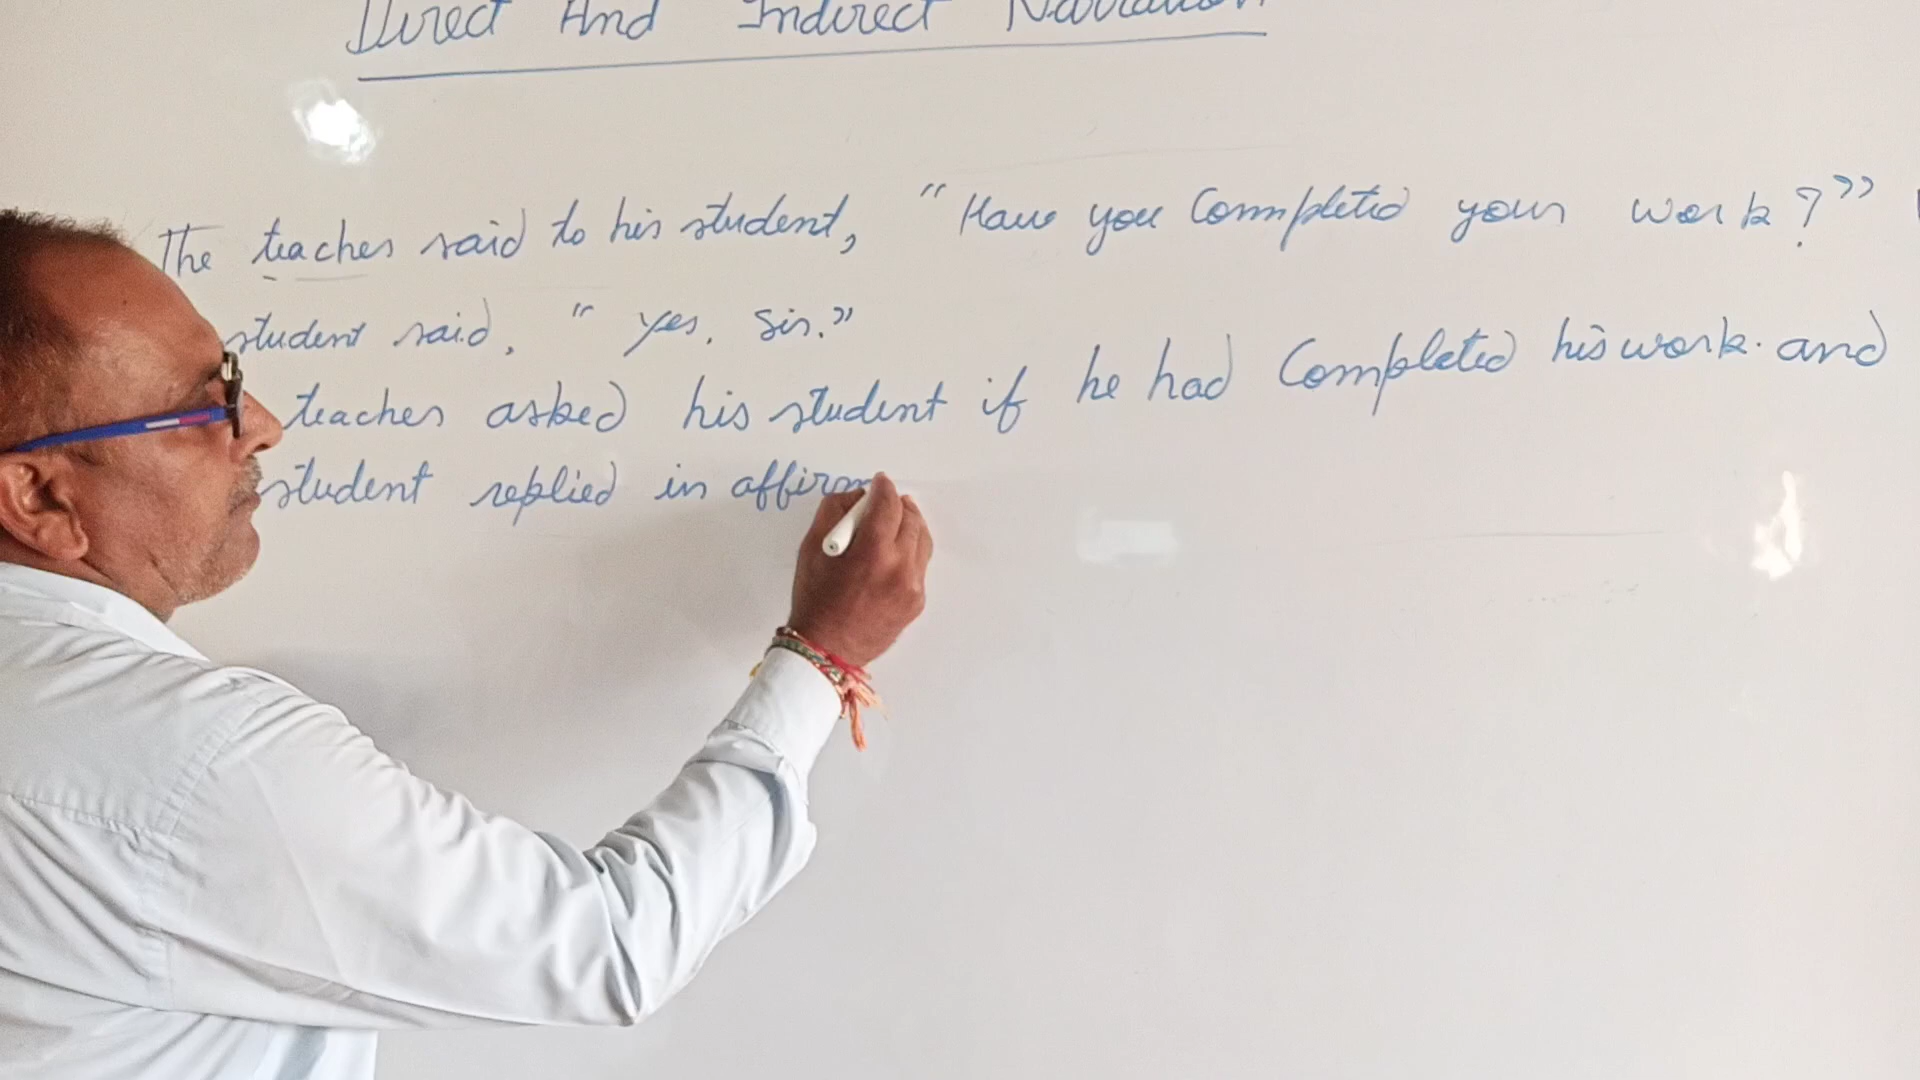 Direct And Indirect Narration
The teacher said to his student, "Have you Completed your work?"
student said, "Yes, Sir."
teacher asked his student if he had Completed his work. and
student replied in affirm